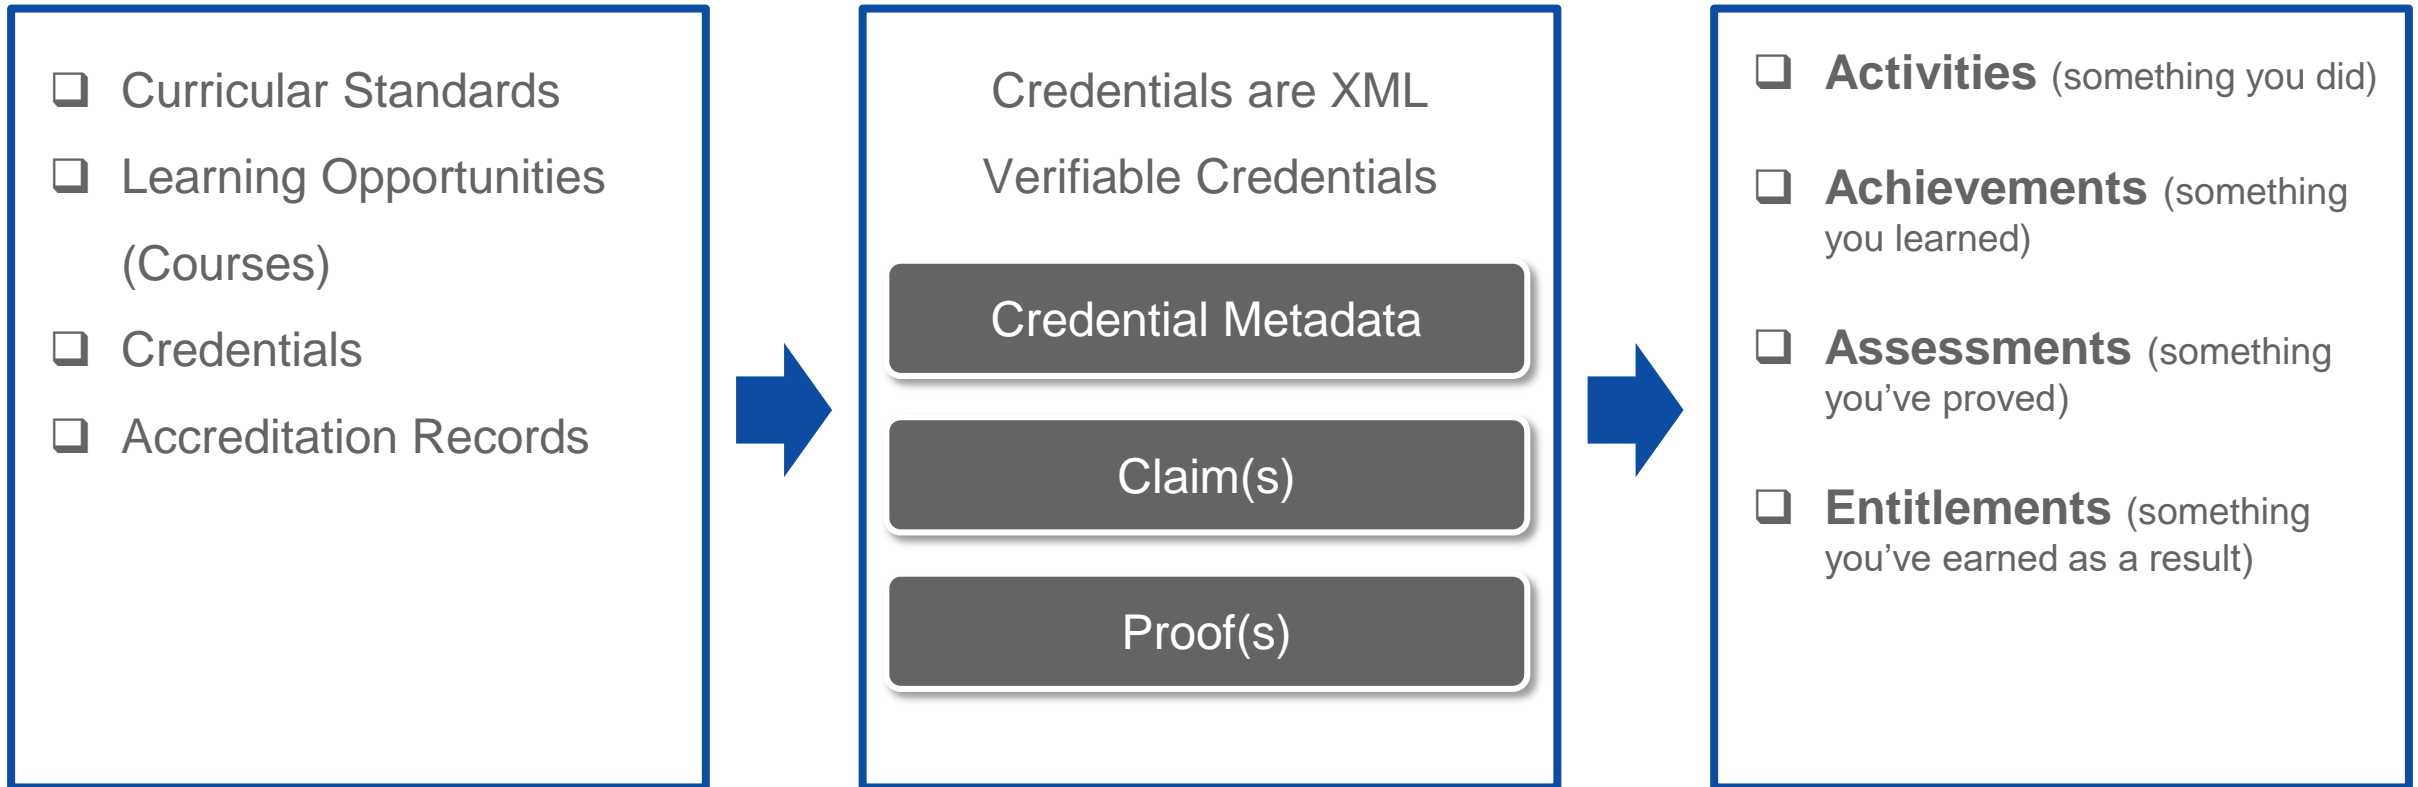 Curricular Standards
Learning Opportunities
(Courses)
Credentials
Accreditation Records
Credentials are XML
Verifiable Credentials
Credential Metadata
Claim(s)
Proof(s)
Activities (something you did)
Achievements (something
you learned)
Assessments (something
you’ve proved)
Entitlements (something
you’ve earned as a result)